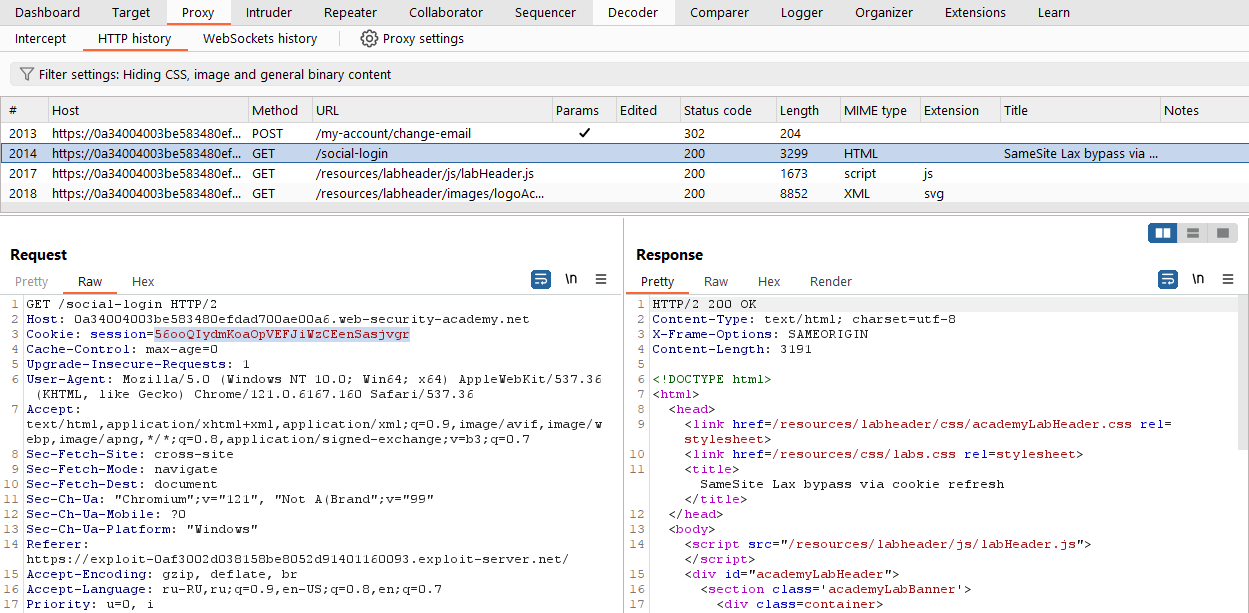 Dashboard Target Proxy Intruder Repeater Collaborator Sequencer Decoder Comparer Logger Organizer Extensions Learn
Intercept HTTP history WebSockets history Proxy settings
Filter settings: Hiding CSS, image and general binary content
# Host Method URL Params Edited Status code Length MIME type Extension Title Notes
2013 https://0a34004003be583480ef... POST /my-account/change-email ✓ 302 204
2014 https://0a34004003be583480ef... GET /social-login 200 3299 HTML SameSite Lax bypass via ...
2017 https://0a34004003be583480ef... GET /resources/labheader/js/labHeader.js 200 1673 script js
2018 https://0a34004003be583480ef... GET /resources/labheader/images/logoAc... 200 8852 XML svg
Request
Pretty Raw Hex \n
1 GET /social-login HTTP/2
2 Host: 0a34004003be583480efdad700ae00a6.web-security-academy.net
3 Cookie: session=56ooQIydmKoaOpVEFJiWzCEenSasjvgr
4 Cache-Control: max-age=0
5 Upgrade-Insecure-Requests: 1
6 User-Agent: Mozilla/5.0 (Windows NT 10.0; Win64; x64) AppleWebKit/537.36
(KHTML, like Gecko) Chrome/121.0.6167.160 Safari/537.36
7 Accept:
text/html,application/xhtml+xml,application/xml;q=0.9,image/avif,image/w
ebp,image/apng,*/*;q=0.8,application/signed-exchange;v=b3;q=0.7
8 Sec-Fetch-Site: cross-site
9 Sec-Fetch-Mode: navigate
10 Sec-Fetch-Dest: document
11 Sec-Ch-Ua: "Chromium";v="121", "Not A(Brand";v="99"
12 Sec-Ch-Ua-Mobile: ?0
13 Sec-Ch-Ua-Platform: "Windows"
14 Referer:
https://exploit-0af3002d038158be8052d91401160093.exploit-server.net/
15 Accept-Encoding: gzip, deflate, br
16 Accept-Language: ru-RU,ru;q=0.9,en-US;q=0.8,en;q=0.7
17 Priority: u=0, i
Response
Pretty Raw Hex Render \n
1 HTTP/2 200 OK
2 Content-Type: text/html; charset=utf-8
3 X-Frame-Options: SAMEORIGIN
4 Content-Length: 3191
5
6 <!DOCTYPE html>
7 <html>
8 <head>
9 <link href=/resources/labheader/css/academyLabHeader.css rel=
stylesheet>
10 <link href=/resources/css/labs.css rel=stylesheet>
11 <title>
SameSite Lax bypass via cookie refresh
</title>
12 </head>
13 <body>
14 <script src="/resources/labheader/js/labHeader.js">
</script>
15 <div id="academyLabHeader">
16 <section class='academyLabBanner'>
17 <div class=container>